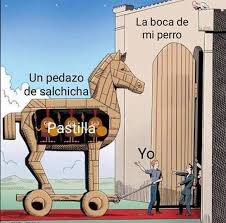 La boca de
mi perro
Un pedazo
de salchicha
Pastilla
Yo